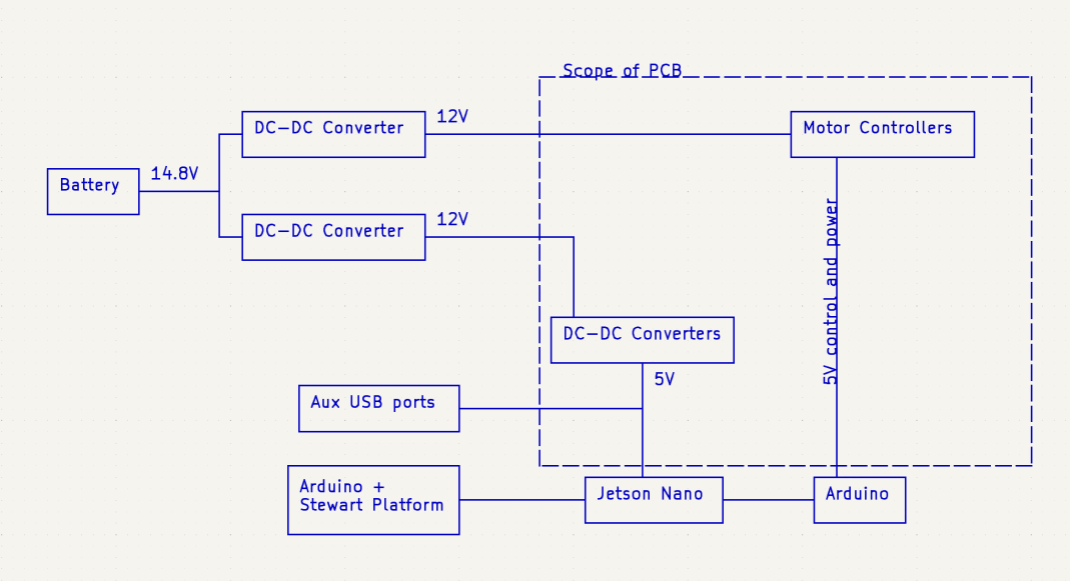 Scope of PCB
DC-DC Converter
12V
Motor Controllers
Battery
14.8V
DC-DC Converter
12V
5V control and power
DC-DC Converters
5V
Aux USB ports
Arduino +
Stewart Platform
Jetson Nano
Arduino